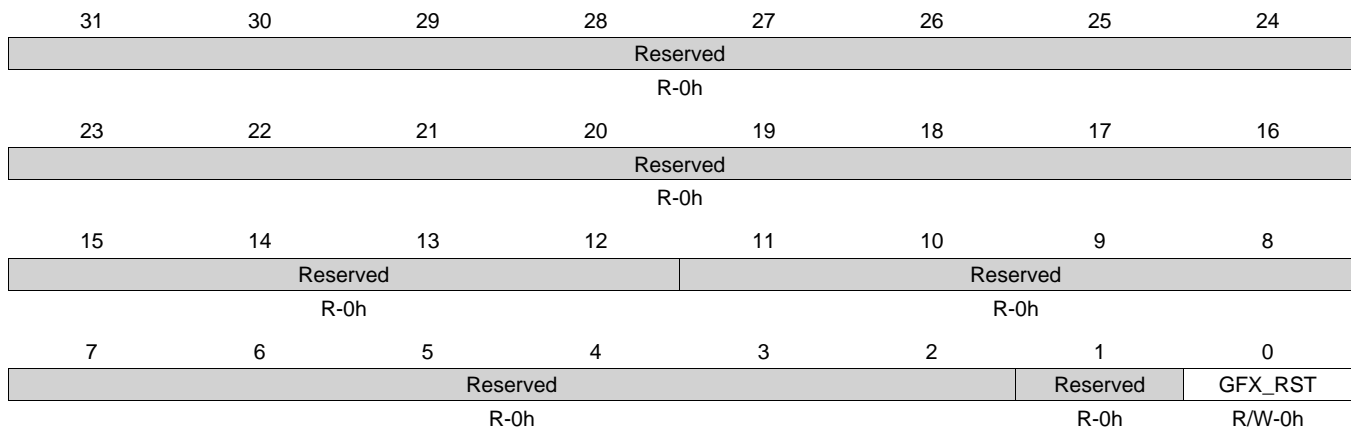 31 30 29 28 27 26 25 24
Reserved
R-0h
23 22 21 20 19 18 17 16
Reserved
R-0h
15 14 13 12 11 10 9 8
Reserved Reserved
R-0h R-0h
7 6 5 4 3 2 1 0
Reserved Reserved GFX_RST
R-0h R-0h R/W-0h